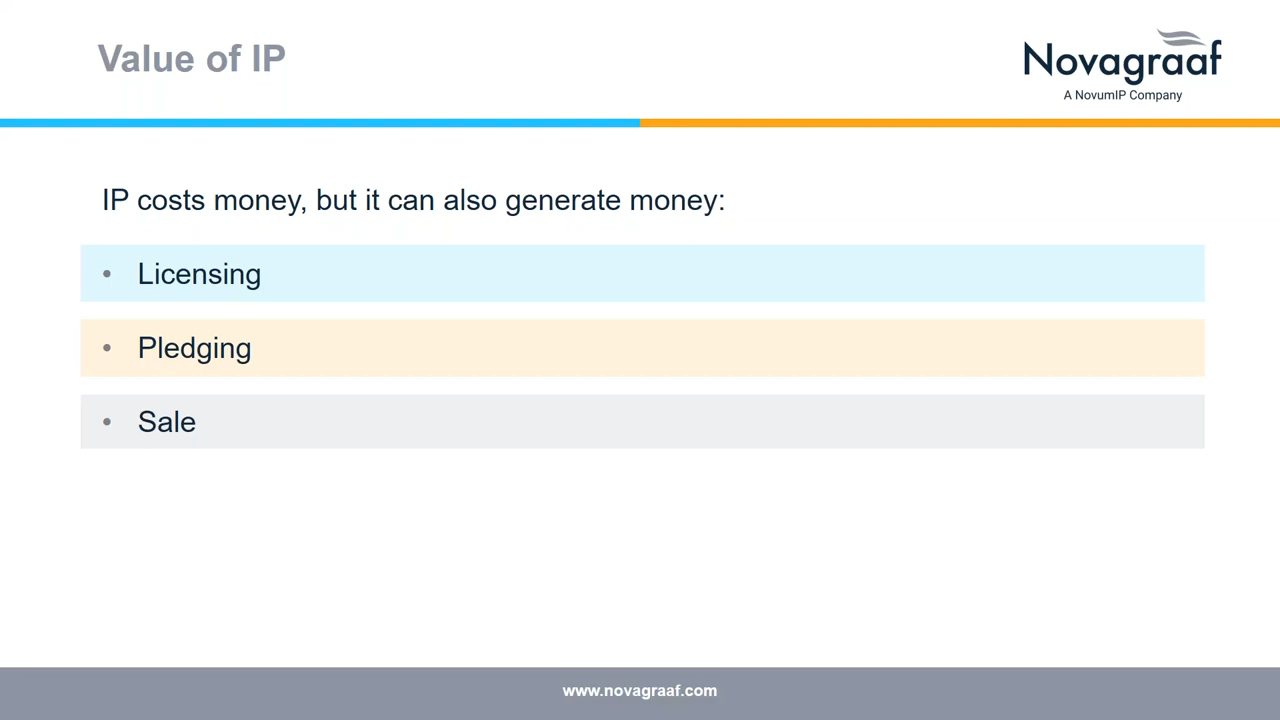 Value of IP
Novagraaf
A NovumIP Company
IP costs money, but it can also generate money:
• Licensing
• Pledging
• Sale
www.novagraaf.com